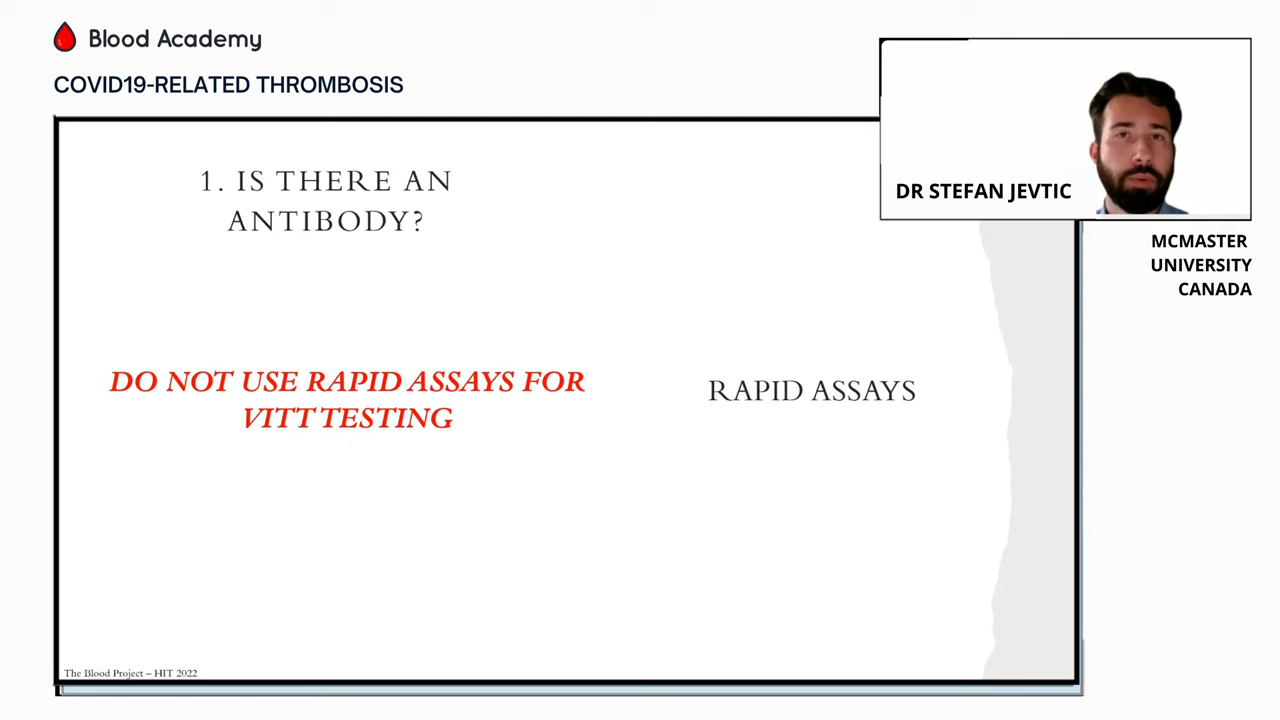 Blood Academy
COVID19-RELATED THROMBOSIS
DR STEFAN JEVTIC
MCMASTER
UNIVERSITY
CANADA
1. IS THERE AN
ANTIBODY?
DO NOT USE RAPID ASSAYS FOR
VITT TESTING
RAPID ASSAYS
The Blood Project – HIT 2022